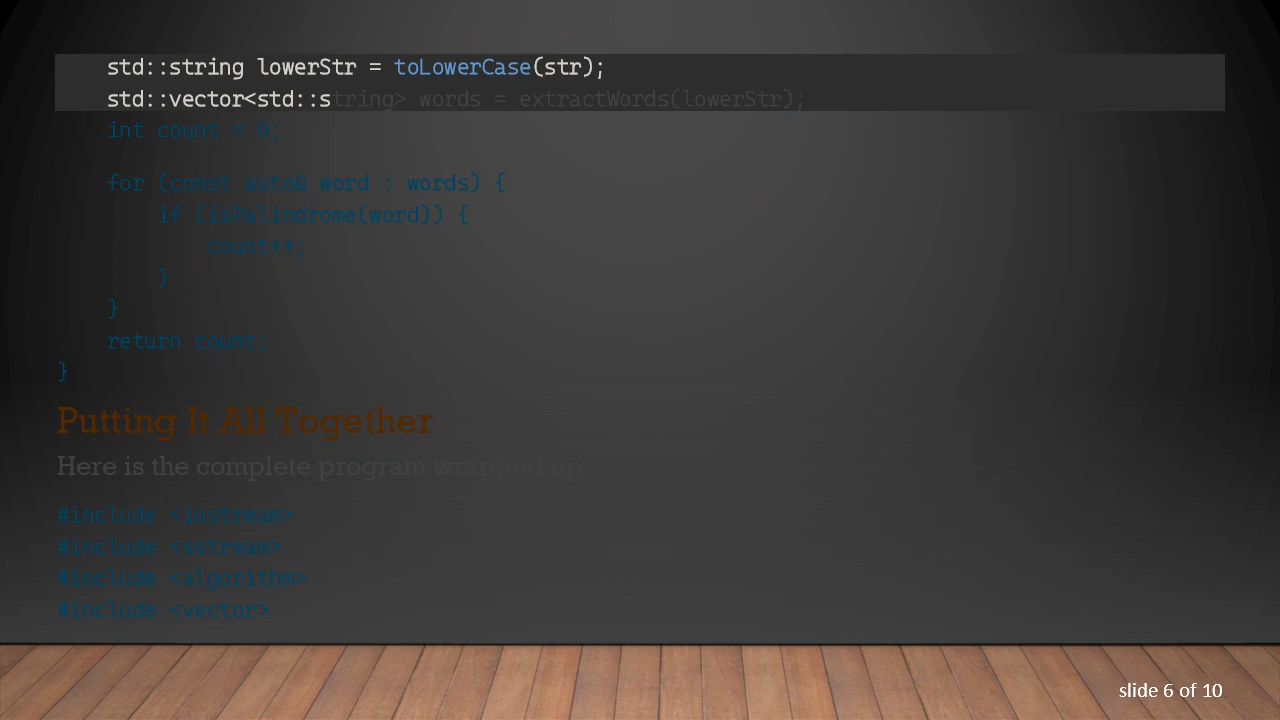 std::string lowerStr = toLowerCase(str);
std::vector<std::string> words = extractWords(lowerStr);
int count = 0;
for (const auto& word : words) {
if (isPalindrome(word)) {
count++;
}
}
return count;
}
Putting It All Together
Here is the complete program wrapped up:
#include <iostream>
#include <sstream>
#include <algorithm>
#include <vector>
slide 6 of 10